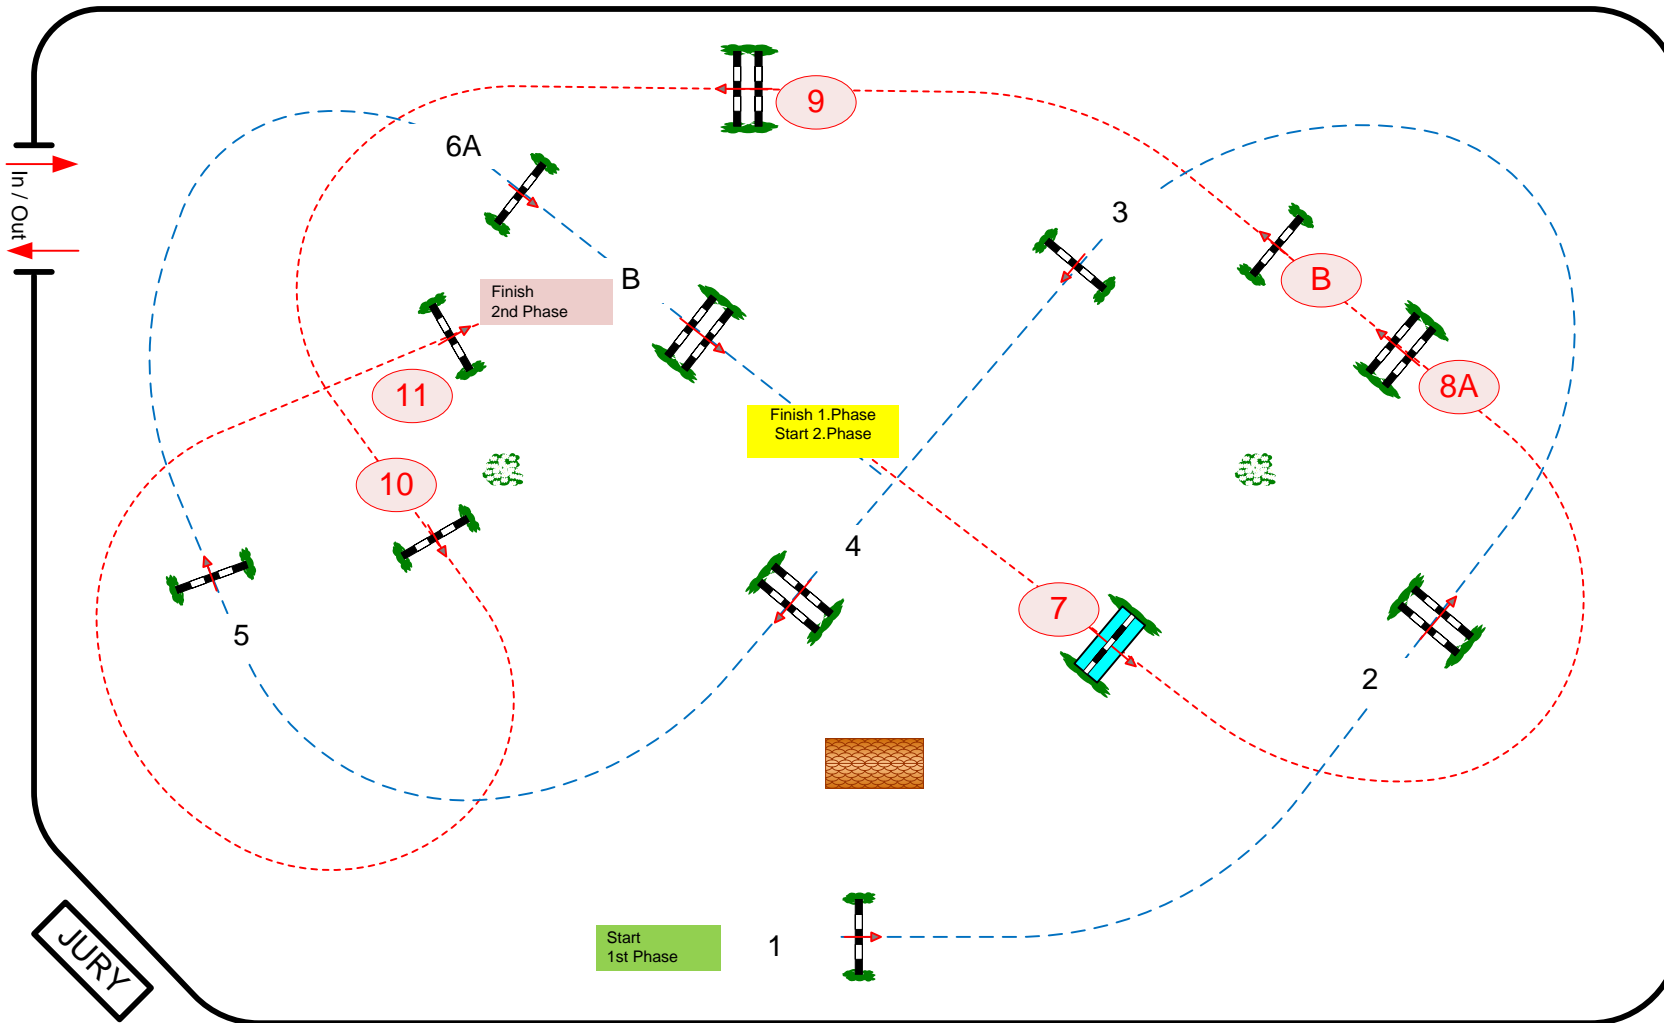 9
6A
In / Out
3
B
B
Finish
2nd Phase
8A
11
Finish 1.Phase
Start 2.Phase
10
4
7
5
2
Start
1st Phase
1
JURY